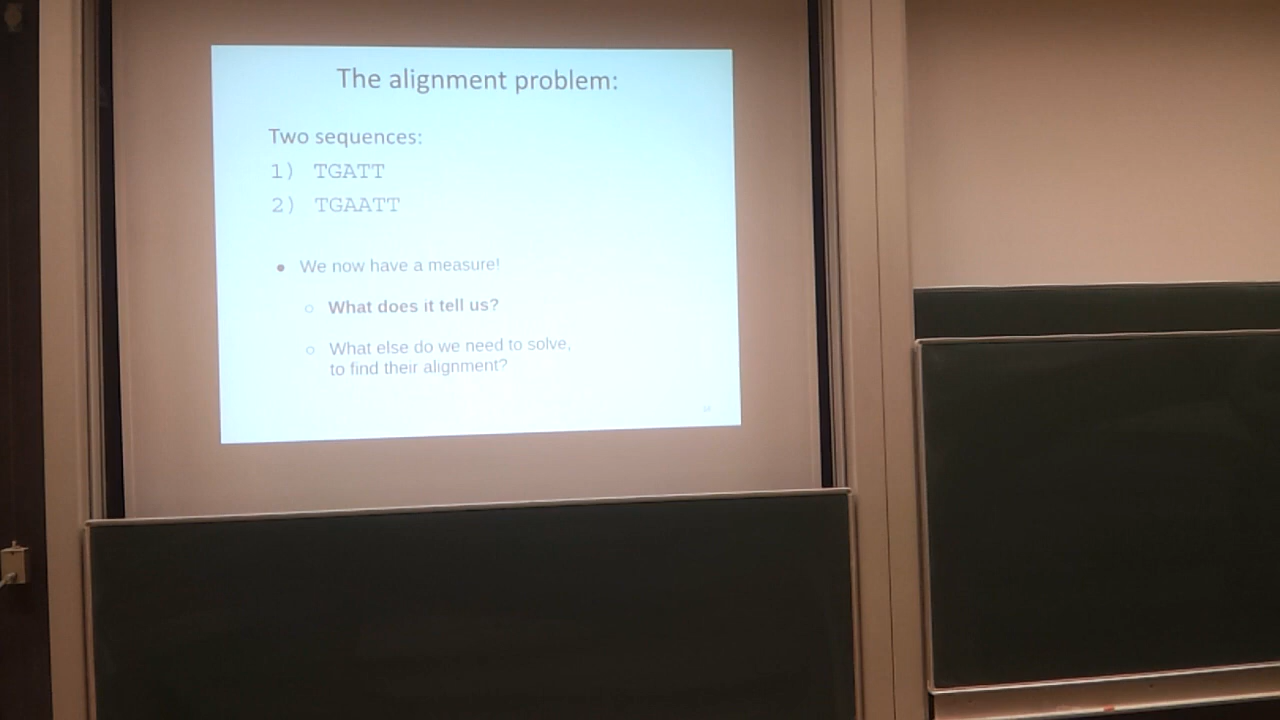 The alignment problem:
Two sequences:
1) TGATT
2) TGAATT
• We now have a measure!
○ What does it tell us?
○ What else do we need to solve,
to find their alignment?